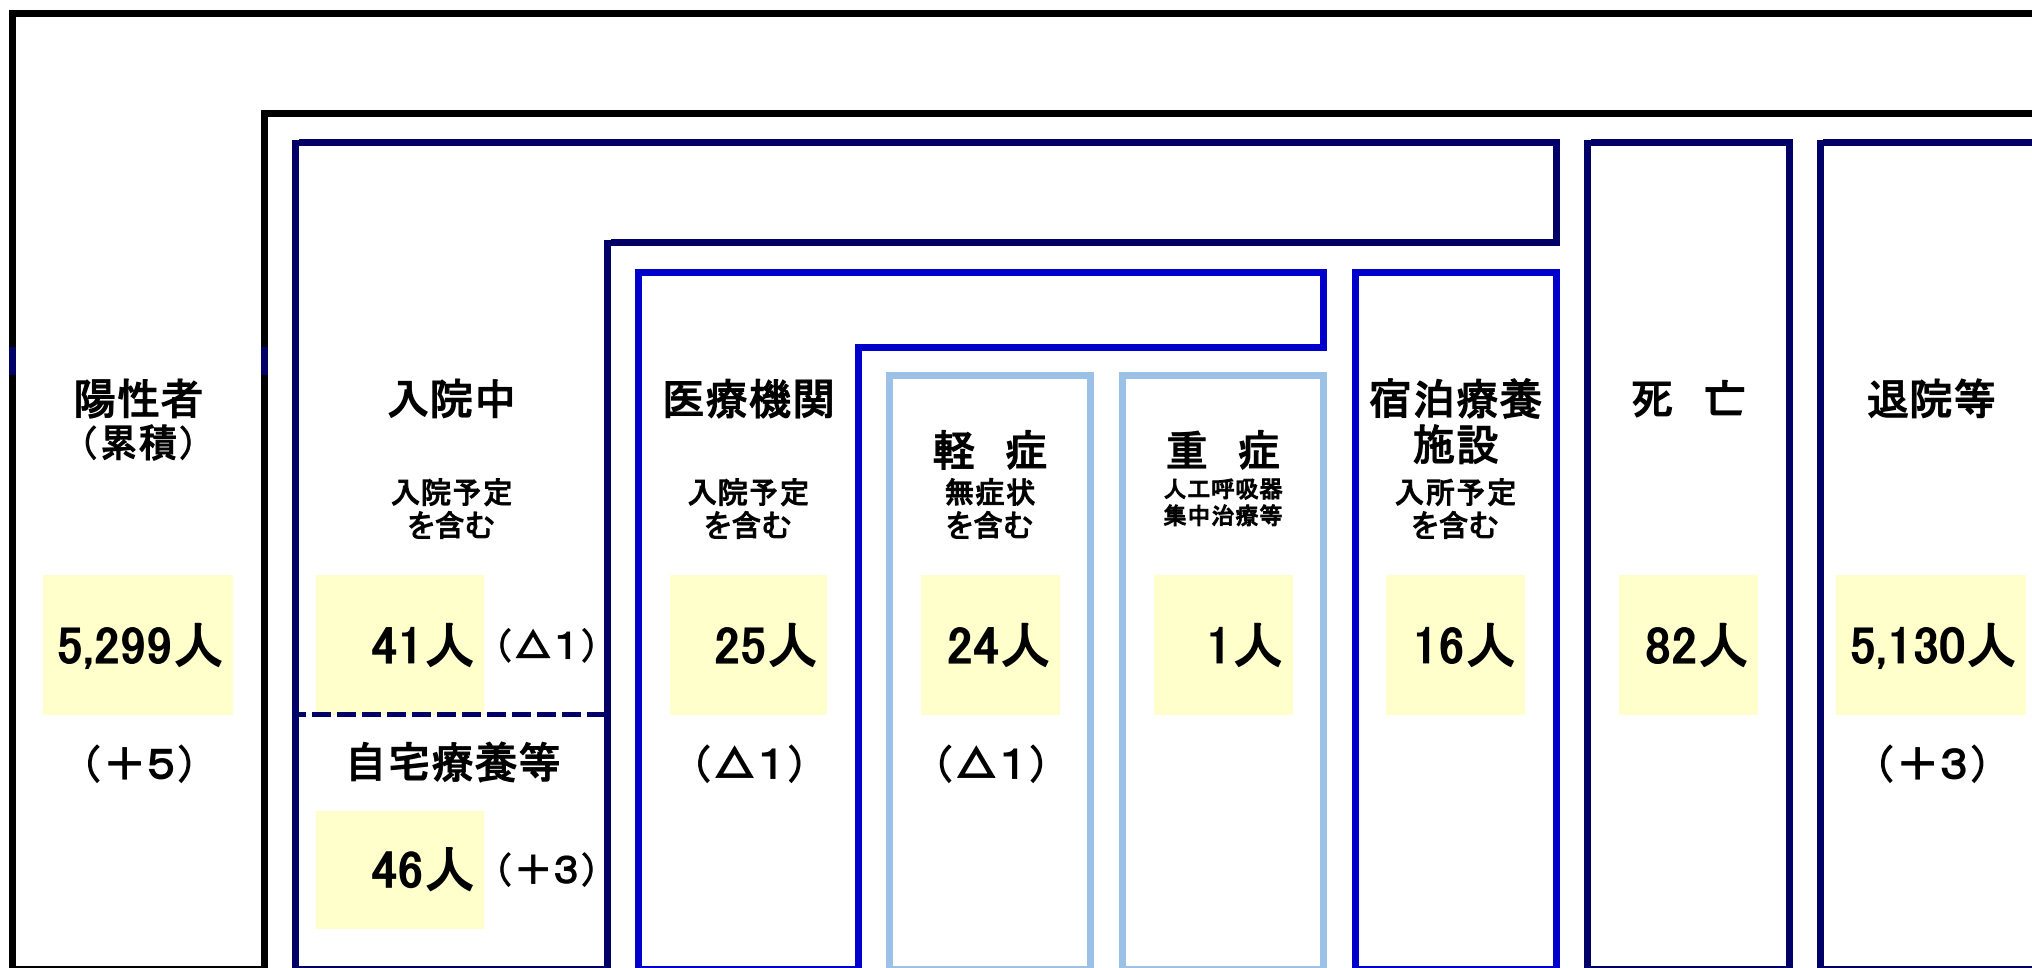 陽性者
（累積）
5,299人
（＋5）
入院中
入院予定
を含む
41人（△1）
自宅療養等
46人（＋3）
医療機関
入院予定
を含む
25人
（△1）
軽　症
無症状
を含む
24人
（△1）
重　症
人工呼吸器
集中治療等
1人
宿泊療養
施設
入所予定
を含む
16人
死　亡
82人
退院等
5,130人
（＋3）